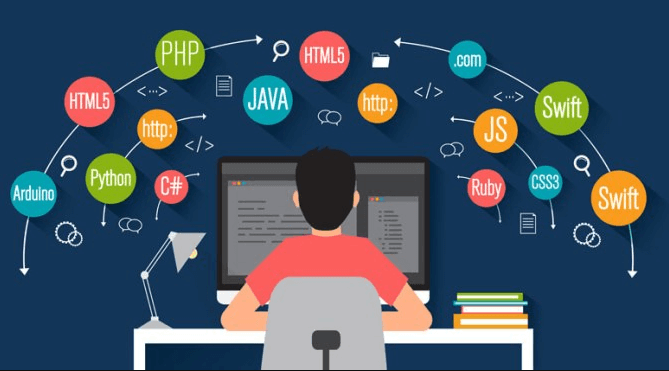 PHP
HTML5
.com
HTML5
JAVA
http:
Swift
http:
JS
Arduino
Python
C#
Ruby
CSS3
Swift
<...>
</>
</>
<...>